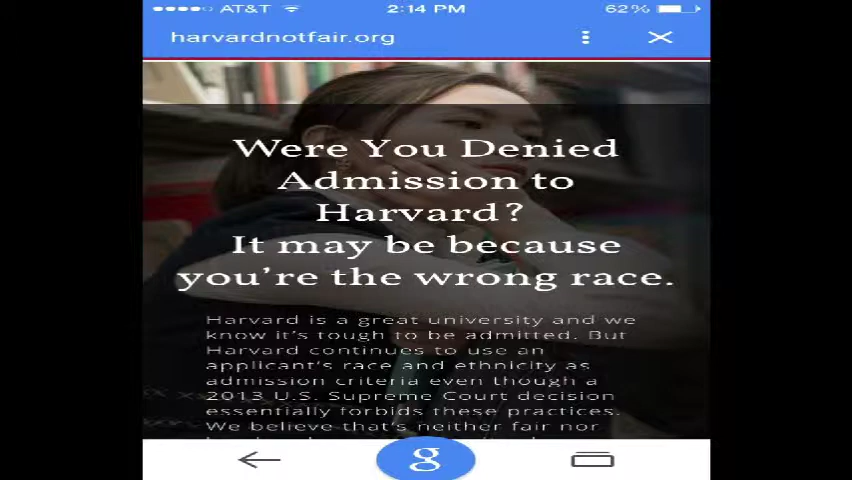 AT&T 2:14 PM 62%
harvardnotfair.org
Were You Denied
Admission to
Harvard?
It may be because
you're the wrong race.
Harvard is a great university and we
know it's tough to be admitted. But
Harvard continues to use an
applicant's race and ethnicity as
admission criteria even though a
2013 U.S. Supreme Court decision
essentially forbids these practices.
We believe that's neither fair nor
g